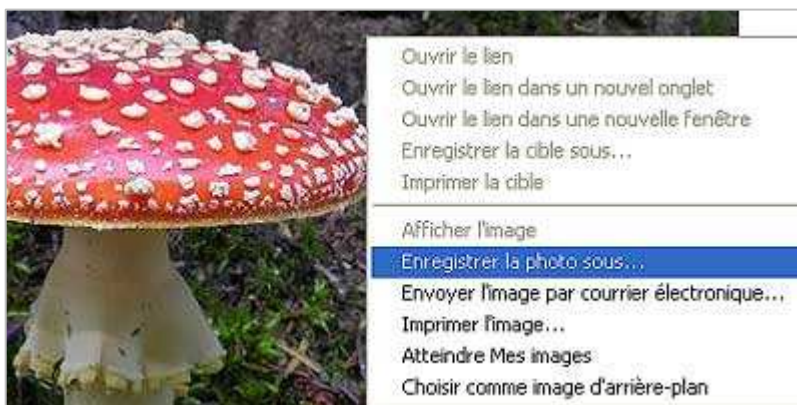 Ouvrir le lien
Ouvrir le lien dans un nouvel onglet
Ouvrir le lien dans une nouvelle fenêtre
Enregistrer la cible sous...
Imprimer la cible
Afficher l'image
Enregistrer la photo sous...
Envoyer l'image par courrier électronique...
Imprimer l'image...
Atteindre Mes images
Choisir comme image d'arrière-plan